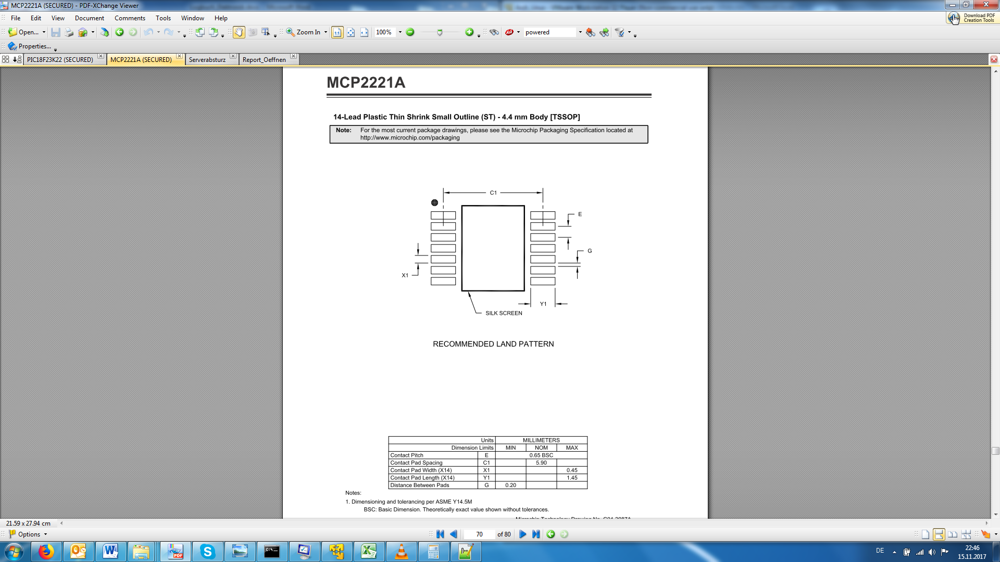 MCP2221A (SECURED) - PDF-XChange Viewer
File Edit View Document Comments Tools Window Help
Download PDF
Creation Tools
Open... Zoom In 100% powered
Properties...
PIC18F23K22 (SECURED) MCP2221A (SECURED) Serverabsturz Report_Oeffnen
MCP2221A
14-Lead Plastic Thin Shrink Small Outline (ST) - 4.4 mm Body [TSSOP]
Note: For the most current package drawings, please see the Microchip Packaging Specification located at
http://www.microchip.com/packaging
C1
E
G
X1
Y1
SILK SCREEN
RECOMMENDED LAND PATTERN
Units MILLIMETERS
Dimension Limits MIN NOM MAX
Contact Pitch E 0.65 BSC
Contact Pad Spacing C1 5.90
Contact Pad Width (X14) X1 0.45
Contact Pad Length (X14) Y1 1.45
Distance Between Pads G 0.20
Notes:
1. Dimensioning and tolerancing per ASME Y14.5M
BSC: Basic Dimension. Theoretically exact value shown without tolerances.
Microchip Technology Drawing No.
21.59 x 27.94 cm
Options 70 of 80
DE 22:46
15.11.2017